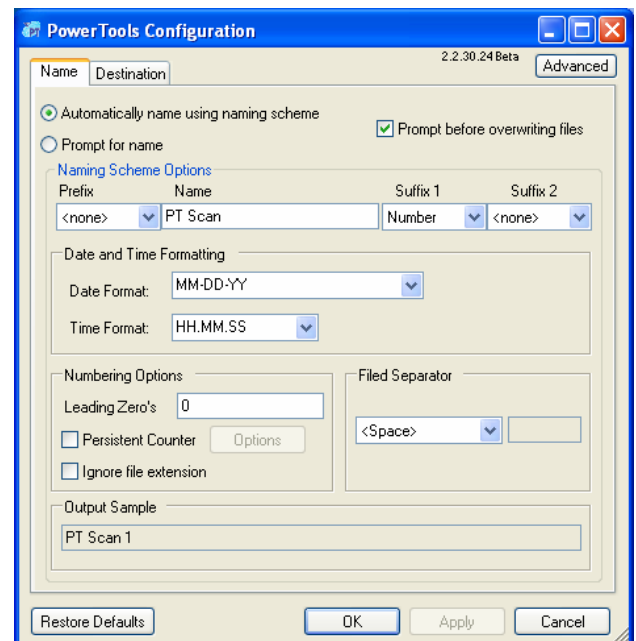 PowerTools Configuration
2.2.30.24 Beta
Name Destination Advanced
Automatically name using naming scheme
Prompt before overwriting files
Prompt for name
Naming Scheme Options
Prefix Name Suffix 1 Suffix 2
<none> PT Scan Number <none>
Date and Time Formatting
Date Format: MM-DD-YY
Time Format: HH.MM.SS
Numbering Options Filed Separator
Leading Zero's 0
<Space>
Persistent Counter Options
Ignore file extension
Output Sample
PT Scan 1
Restore Defaults OK Apply Cancel